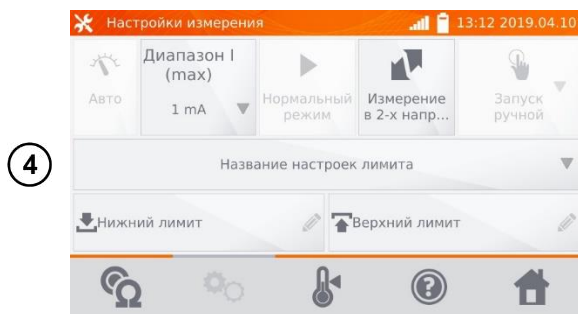 Настройки измерения 13:12 2019.04.10
Авто
Диапазон I
(max)
1 mA
Нормальный
режим
Измерение
в 2-х напр...
Запуск
ручной
4
Название настроек лимита
Нижний лимит
Верхний лимит